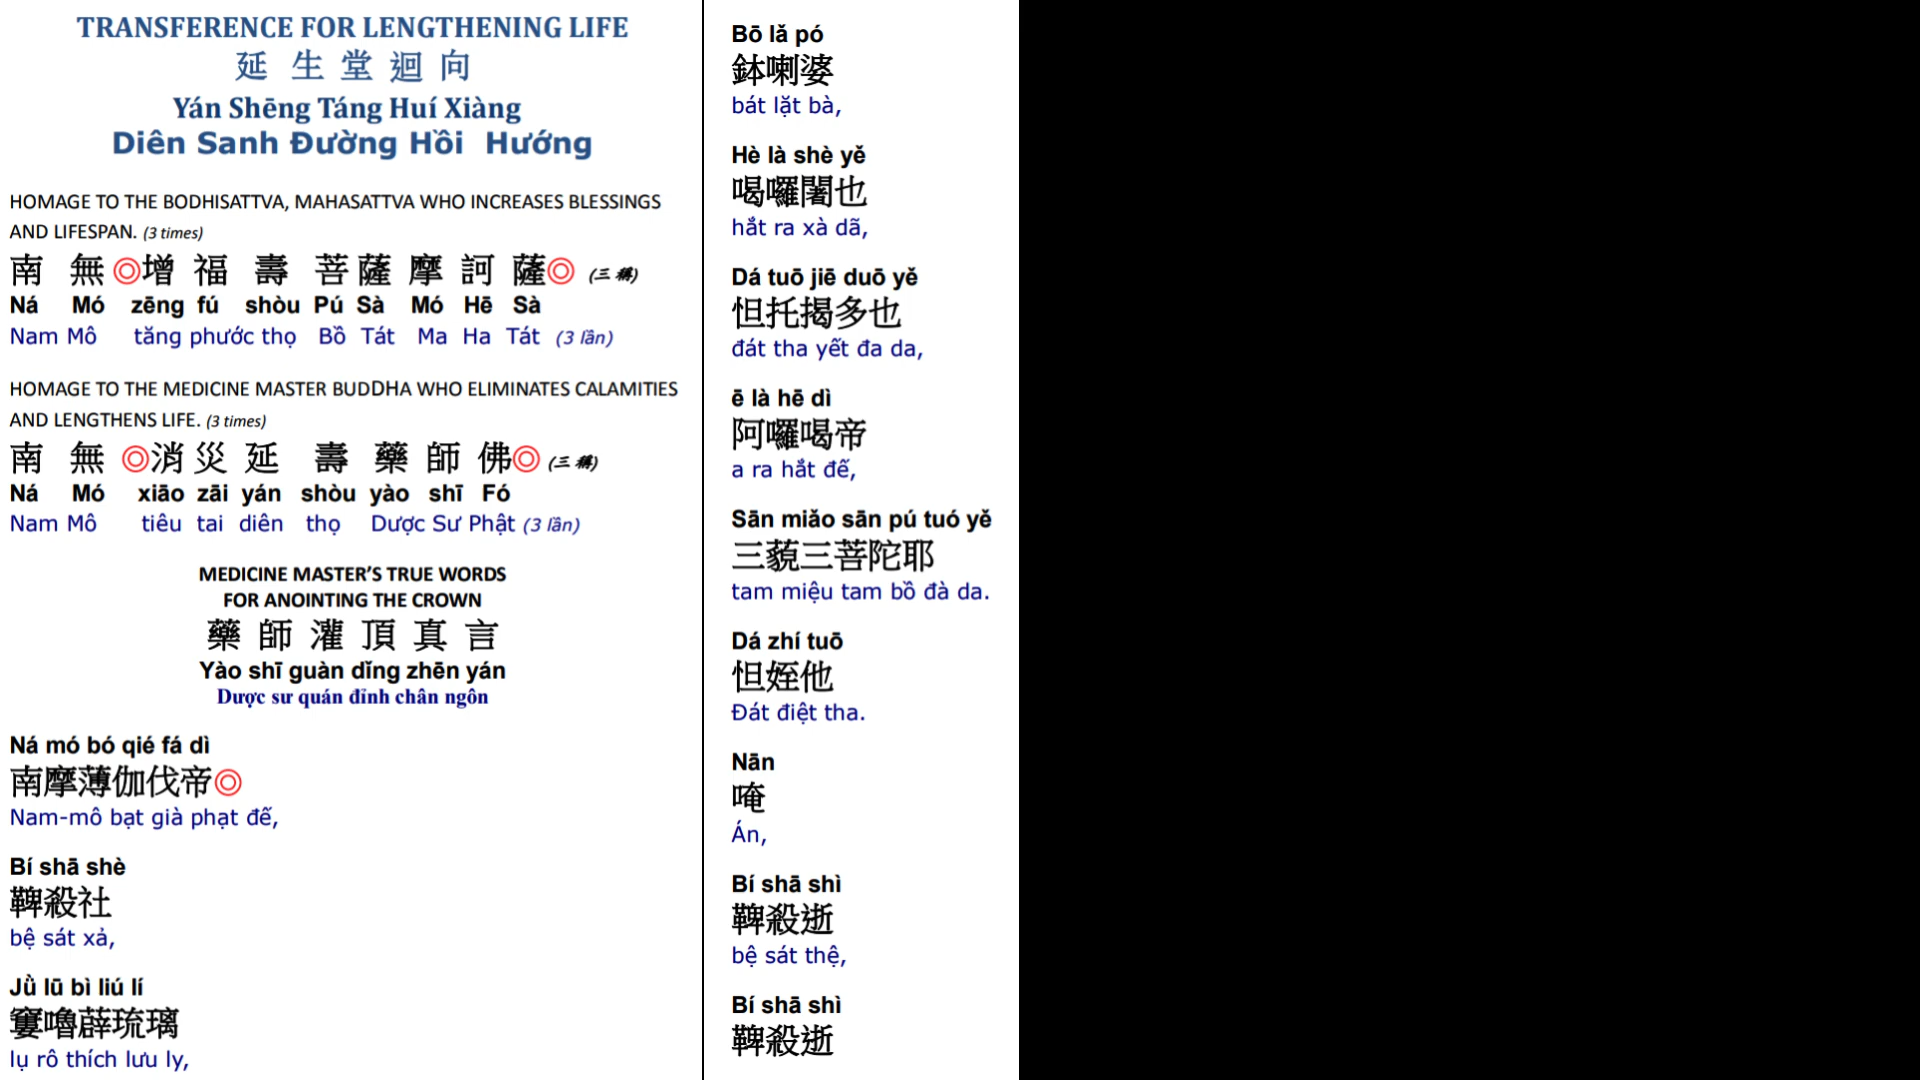 TRANSFERENCE FOR LENGTHENING LIFE
延 生 堂 迴 向
Yán Shēng Táng Huí Xiàng
Diên Sanh Đường Hồi Hướng
HOMAGE TO THE BODHISATTVA, MAHASATTVA WHO INCREASES BLESSINGS
AND LIFESPAN. (3 times)
南 無 ◎增 福 壽 菩 薩 摩 訶 薩◎ (三 稱)
Ná Mó zēng fú shòu Pú Sà Mó Hē Sà
Nam Mô tăng phước thọ Bồ Tát Ma Ha Tát (3 lần)
HOMAGE TO THE MEDICINE MASTER BUDDHA WHO ELIMINATES CALAMITIES
AND LENGTHENS LIFE. (3 times)
南 無 ◎消 災 延 壽 藥 師 佛◎ (三 稱)
Ná Mó xiāo zāi yán shòu yào shī Fó
Nam Mô tiêu tai diên thọ Dược Sư Phật (3 lần)
MEDICINE MASTER'S TRUE WORDS
FOR ANOINTING THE CROWN
藥 師 灌 頂 真 言
Yào shī guàn dǐng zhēn yán
Dược sư quán đỉnh chân ngôn
Ná mó bó qié fá dì
南摩薄伽伐帝◎
Nam-mô bạt già phạt đế,
Bí shā shè
鞞殺社
bệ sát xả,
Jǜ lū bì liú lí
窶嚕薜琉璃
lụ rô thích lưu ly,
Bō lǎ pó
鉢喇婆
bát lặt bà,
Hè là shè yě
喝囉闍也
hắt ra xà dã,
Dá tuō jiē duō yě
怛托揭多也
đát tha yết đa da,
ē là hē dì
阿囉喝帝
a ra hắt đế,
Sān miǎo sān pú tuó yě
三藐三菩陀耶
tam miệu tam bồ đà da.
Dá zhí tuō
怛姪他
Đát điệt tha.
Nān
唵
Án,
Bí shā shì
鞞殺逝
bệ sát thệ,
Bí shā shì
鞞殺逝